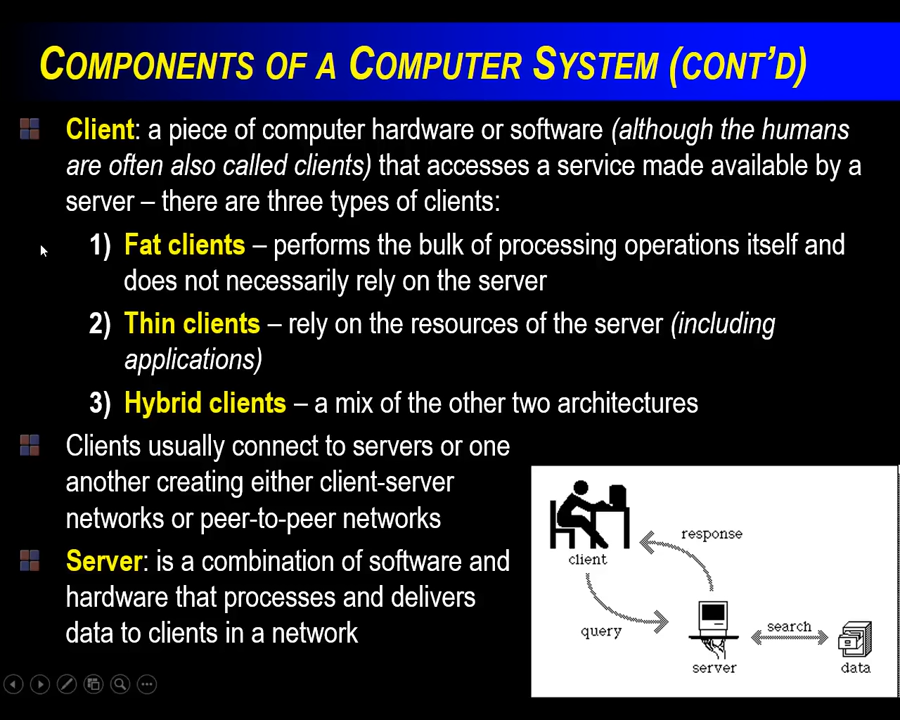 COMPONENTS OF A COMPUTER SYSTEM (CONT'D)
Client: a piece of computer hardware or software (although the humans
are often also called clients) that accesses a service made available by a
server – there are three types of clients:
1) Fat clients – performs the bulk of processing operations itself and
does not necessarily rely on the server
2) Thin clients – rely on the resources of the server (including
applications)
3) Hybrid clients – a mix of the other two architectures
Clients usually connect to servers or one
another creating either client-server
networks or peer-to-peer networks
Server: is a combination of software and
hardware that processes and delivers
data to clients in a network
response
client
query
search
server
data